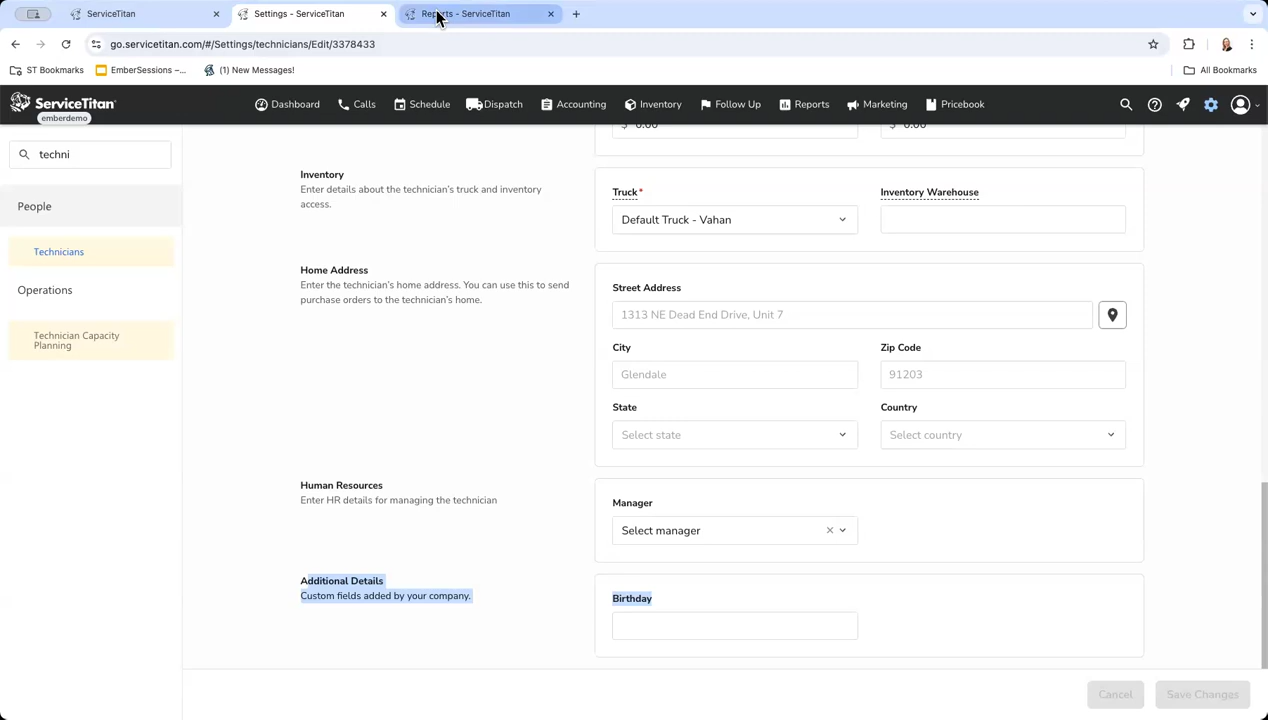 ServiceTitan
Settings - ServiceTitan
Reports - ServiceTitan
go.servicetitan.com/#/Settings/technicians/Edit/3378433
ST Bookmarks
EmberSessions –...
(1) New Messages!
All Bookmarks
ServiceTitan
emberdemo
Dashboard
Calls
Schedule
Dispatch
Accounting
Inventory
Follow Up
Reports
Marketing
Pricebook
techni
People
Technicians
Operations
Technician Capacity
Planning
$ 0.00
$ 0.00
Inventory
Enter details about the technician's truck and inventory
access.
Truck*
Inventory Warehouse
Default Truck - Vahan
Home Address
Enter the technician's home address. You can use this to send
purchase orders to the technician's home.
Street Address
1313 NE Dead End Drive, Unit 7
City
Zip Code
Glendale
91203
State
Country
Select state
Select country
Human Resources
Enter HR details for managing the technician
Manager
Select manager
Additional Details
Custom fields added by your company.
Birthday
Cancel
Save Changes